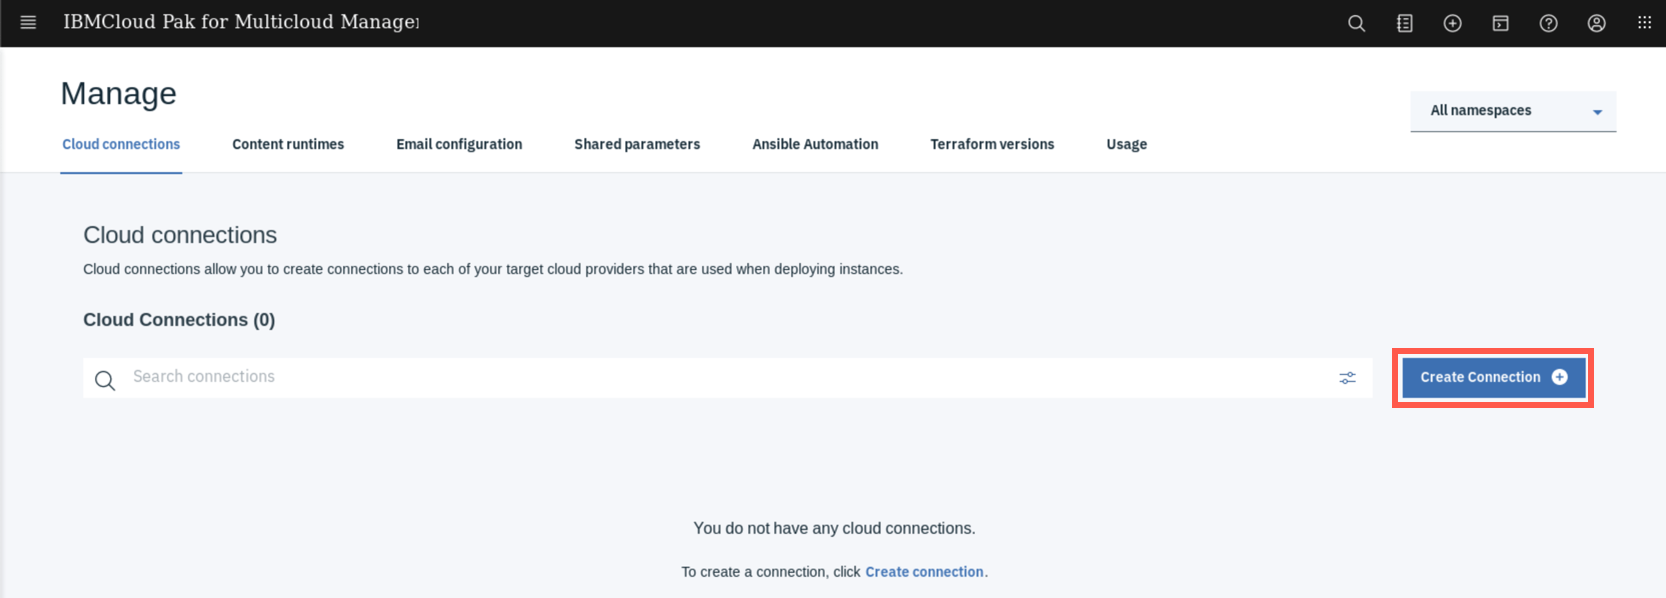 IBMCloud Pak for Multicloud Manager
Manage
All namespaces
Cloud connections Content runtimes Email configuration Shared parameters Ansible Automation Terraform versions Usage
Cloud connections
Cloud connections allow you to create connections to each of your target cloud providers that are used when deploying instances.
Cloud Connections (0)
Search connections
Create Connection
You do not have any cloud connections.
To create a connection, click Create connection.